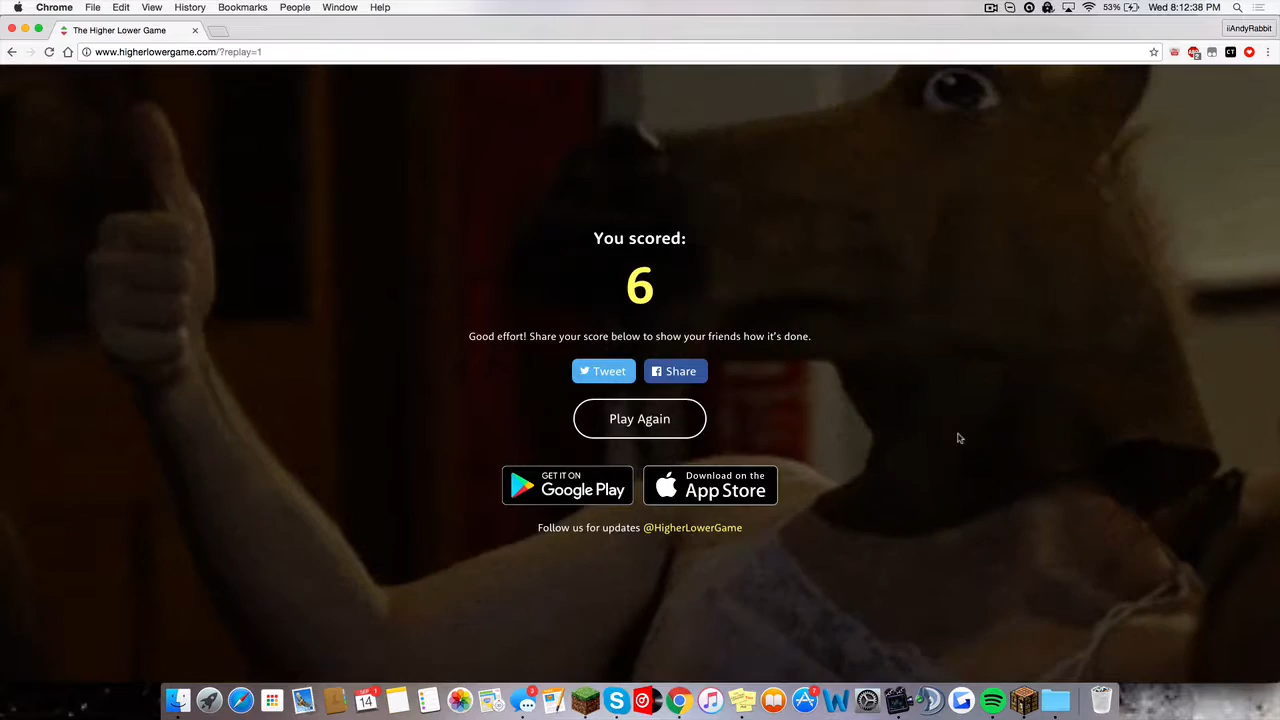 Chrome File Edit View History Bookmarks People Window Help 53% Wed 8:12:38 PM
The Higher Lower Game iiAndyRabbit
www.higherlowergame.com/?replay=1
You scored:
6
Good effort! Share your score below to show your friends how it's done.
Tweet Share
Play Again
GET IT ON Google Play Download on the App Store
Follow us for updates @HigherLowerGame